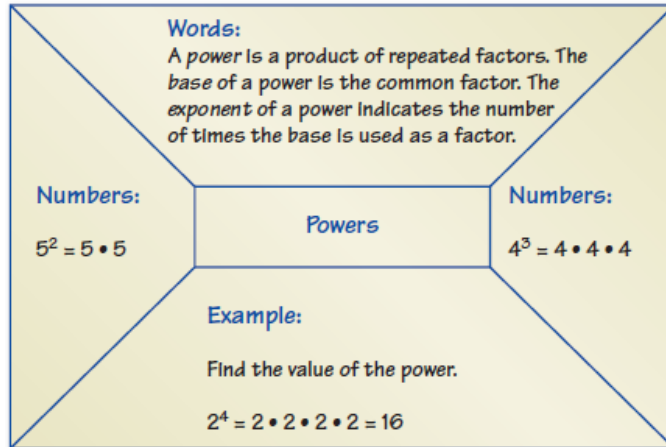 Words:
A power is a product of repeated factors. The
base of a power is the common factor. The
exponent of a power indicates the number
of times the base is used as a factor.
Numbers:
5² = 5 • 5
Powers
Numbers:
4³ = 4 • 4 • 4
Example:
Find the value of the power.
2⁴ = 2 • 2 • 2 • 2 = 16